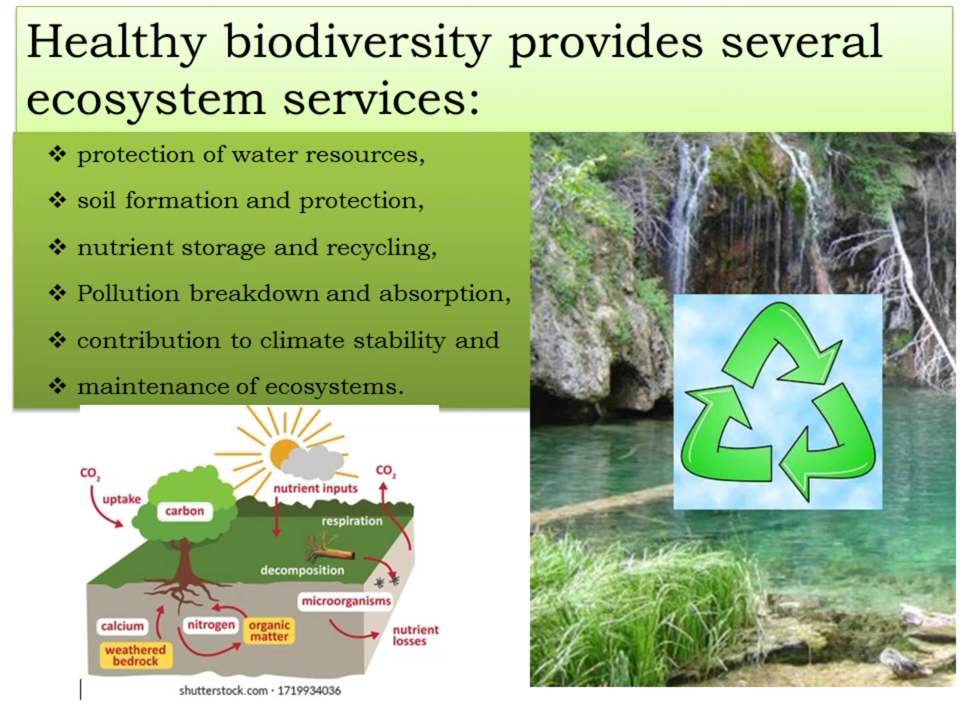 Healthy biodiversity provides several
ecosystem services:
❖ protection of water resources,
❖ soil formation and protection,
❖ nutrient storage and recycling,
❖ Pollution breakdown and absorption,
❖ contribution to climate stability and
❖ maintenance of ecosystems.
CO₂
uptake
carbon
nutrient inputs
CO₂
respiration
decomposition
microorganisms
calcium
nitrogen
organic
matter
weathered
bedrock
nutrient
losses
shutterstock.com · 1719934036